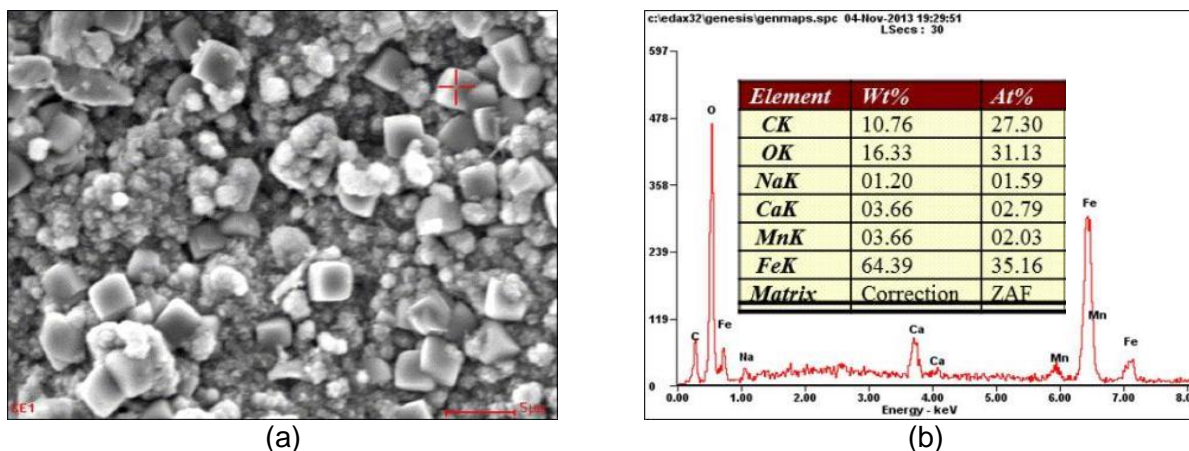 c:\edax32\genesis\genmaps.spc 04-Nov-2013 19:29:51
LSecs : 30
597
478
358
239
119
0
O
C
Fe
Na
Ca
Ca
Mn
Fe
Mn
Fe
Element Wt% At%
CK 10.76 27.30
OK 16.33 31.13
NaK 01.20 01.59
CaK 03.66 02.79
MnK 03.66 02.03
FeK 64.39 35.16
Matrix Correction ZAF
0.00 1.00 2.00 3.00 4.00 5.00 6.00 7.00 8.0
Energy - keV
5µm
(a) (b)